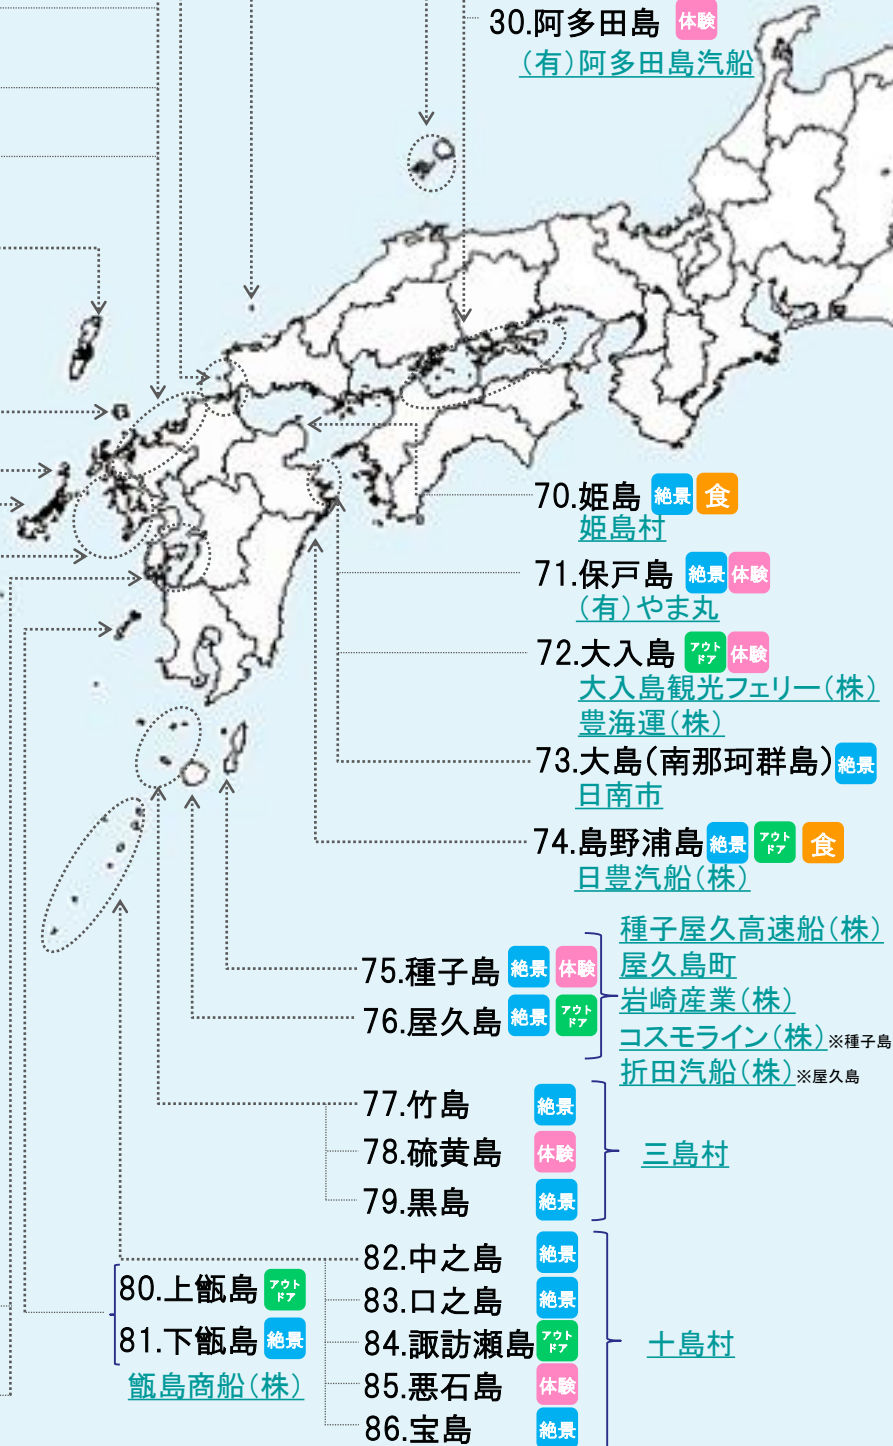 30.阿多田島 体験
(有)阿多田島汽船
70.姫島 絶景 食
姫島村
71.保戸島 絶景 体験
(有)やま丸
72.大入島 アウトドア 体験
大入島観光フェリー(株)
豊海運(株)
73.大島(南那珂群島) 絶景
日南市
74.島野浦島 絶景 アウトドア 食
日豊汽船(株)
75.種子島 絶景 体験
76.屋久島 絶景 アウトドア
種子屋久高速船(株)
屋久島町
岩崎産業(株)
コスモライン(株)※種子島
折田汽船(株)※屋久島
77.竹島 絶景
78.硫黄島 体験
79.黒島 絶景
三島村
80.上甑島 アウトドア
81.下甑島 絶景
甑島商船(株)
82.中之島 絶景
83.口之島 絶景
84.諏訪瀬島 アウトドア
85.悪石島 体験
86.宝島 絶景
十島村